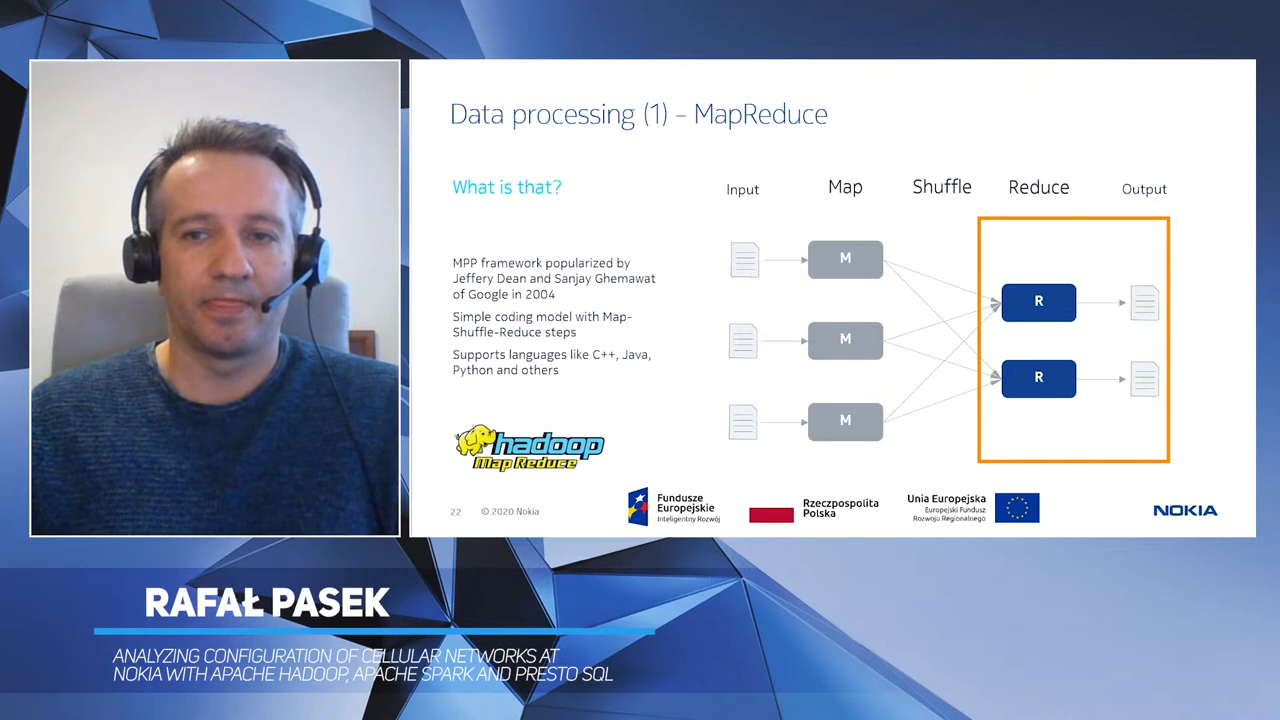 Data processing (1) – MapReduce
What is that?
MPP framework popularized by
Jeffery Dean and Sanjay Ghemawat
of Google in 2004
Simple coding model with Map-
Shuffle-Reduce steps
Supports languages like C++, Java,
Python and others
hadoop
Map Reduce
Input
Map
Shuffle
Reduce
Output
M
M
M
R
R
22
© 2020 Nokia
Fundusze
Europejskie
Inteligentny Rozwój
Rzeczpospolita
Polska
Unia Europejska
Europejski Fundusz
Rozwoju Regionalnego
NOKIA
RAFAŁ PASEK
ANALYZING CONFIGURATION OF CELLULAR NETWORKS AT
NOKIA WITH APACHE HADOOP, APACHE SPARK AND PRESTO SQL